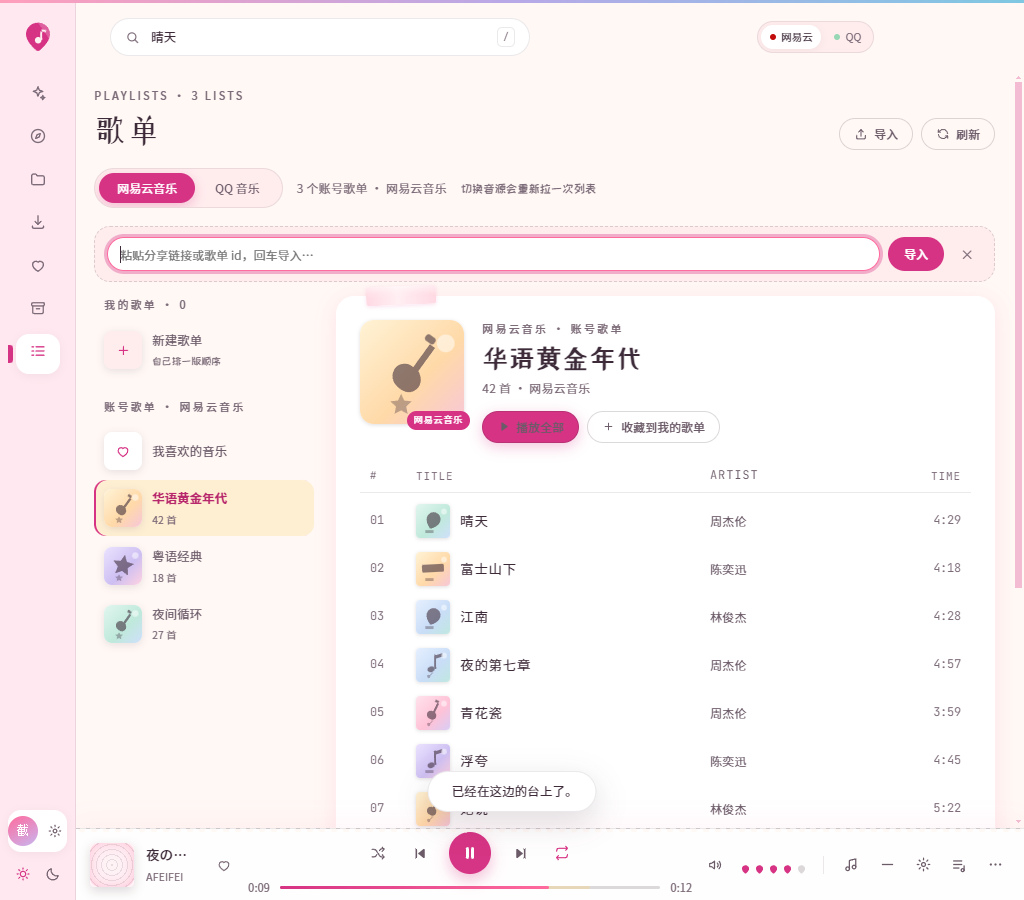 晴天
/
网易云
QQ
PLAYLISTS • 3 LISTS
歌单
导入
刷新
网易云音乐
QQ 音乐
3 个账号歌单 • 网易云音乐
切换音源会重新拉一次列表
粘贴分享链接或歌单 id，回车导入⋯
导入
我的歌单 • 0
新建歌单
自己排一版顺序
账号歌单 • 网易云音乐
我喜欢的音乐
华语黄金年代
42 首
粤语经典
18 首
夜间循环
27 首
网易云音乐
网易云音乐 • 账号歌单
华语黄金年代
42 首 • 网易云音乐
播放全部
收藏到我的歌单
# TITLE ARTIST TIME
01 晴天 周杰伦 4:29
02 富士山下 陈奕迅 4:18
03 江南 林俊杰 4:28
04 夜的第七章 周杰伦 4:57
05 青花瓷 周杰伦 3:59
06 浮夸 陈奕迅 4:45
07 周杰伦 5:22
已经在这边的台上了。
截
夜の⋯
AFEIFEI
0:09
0:12